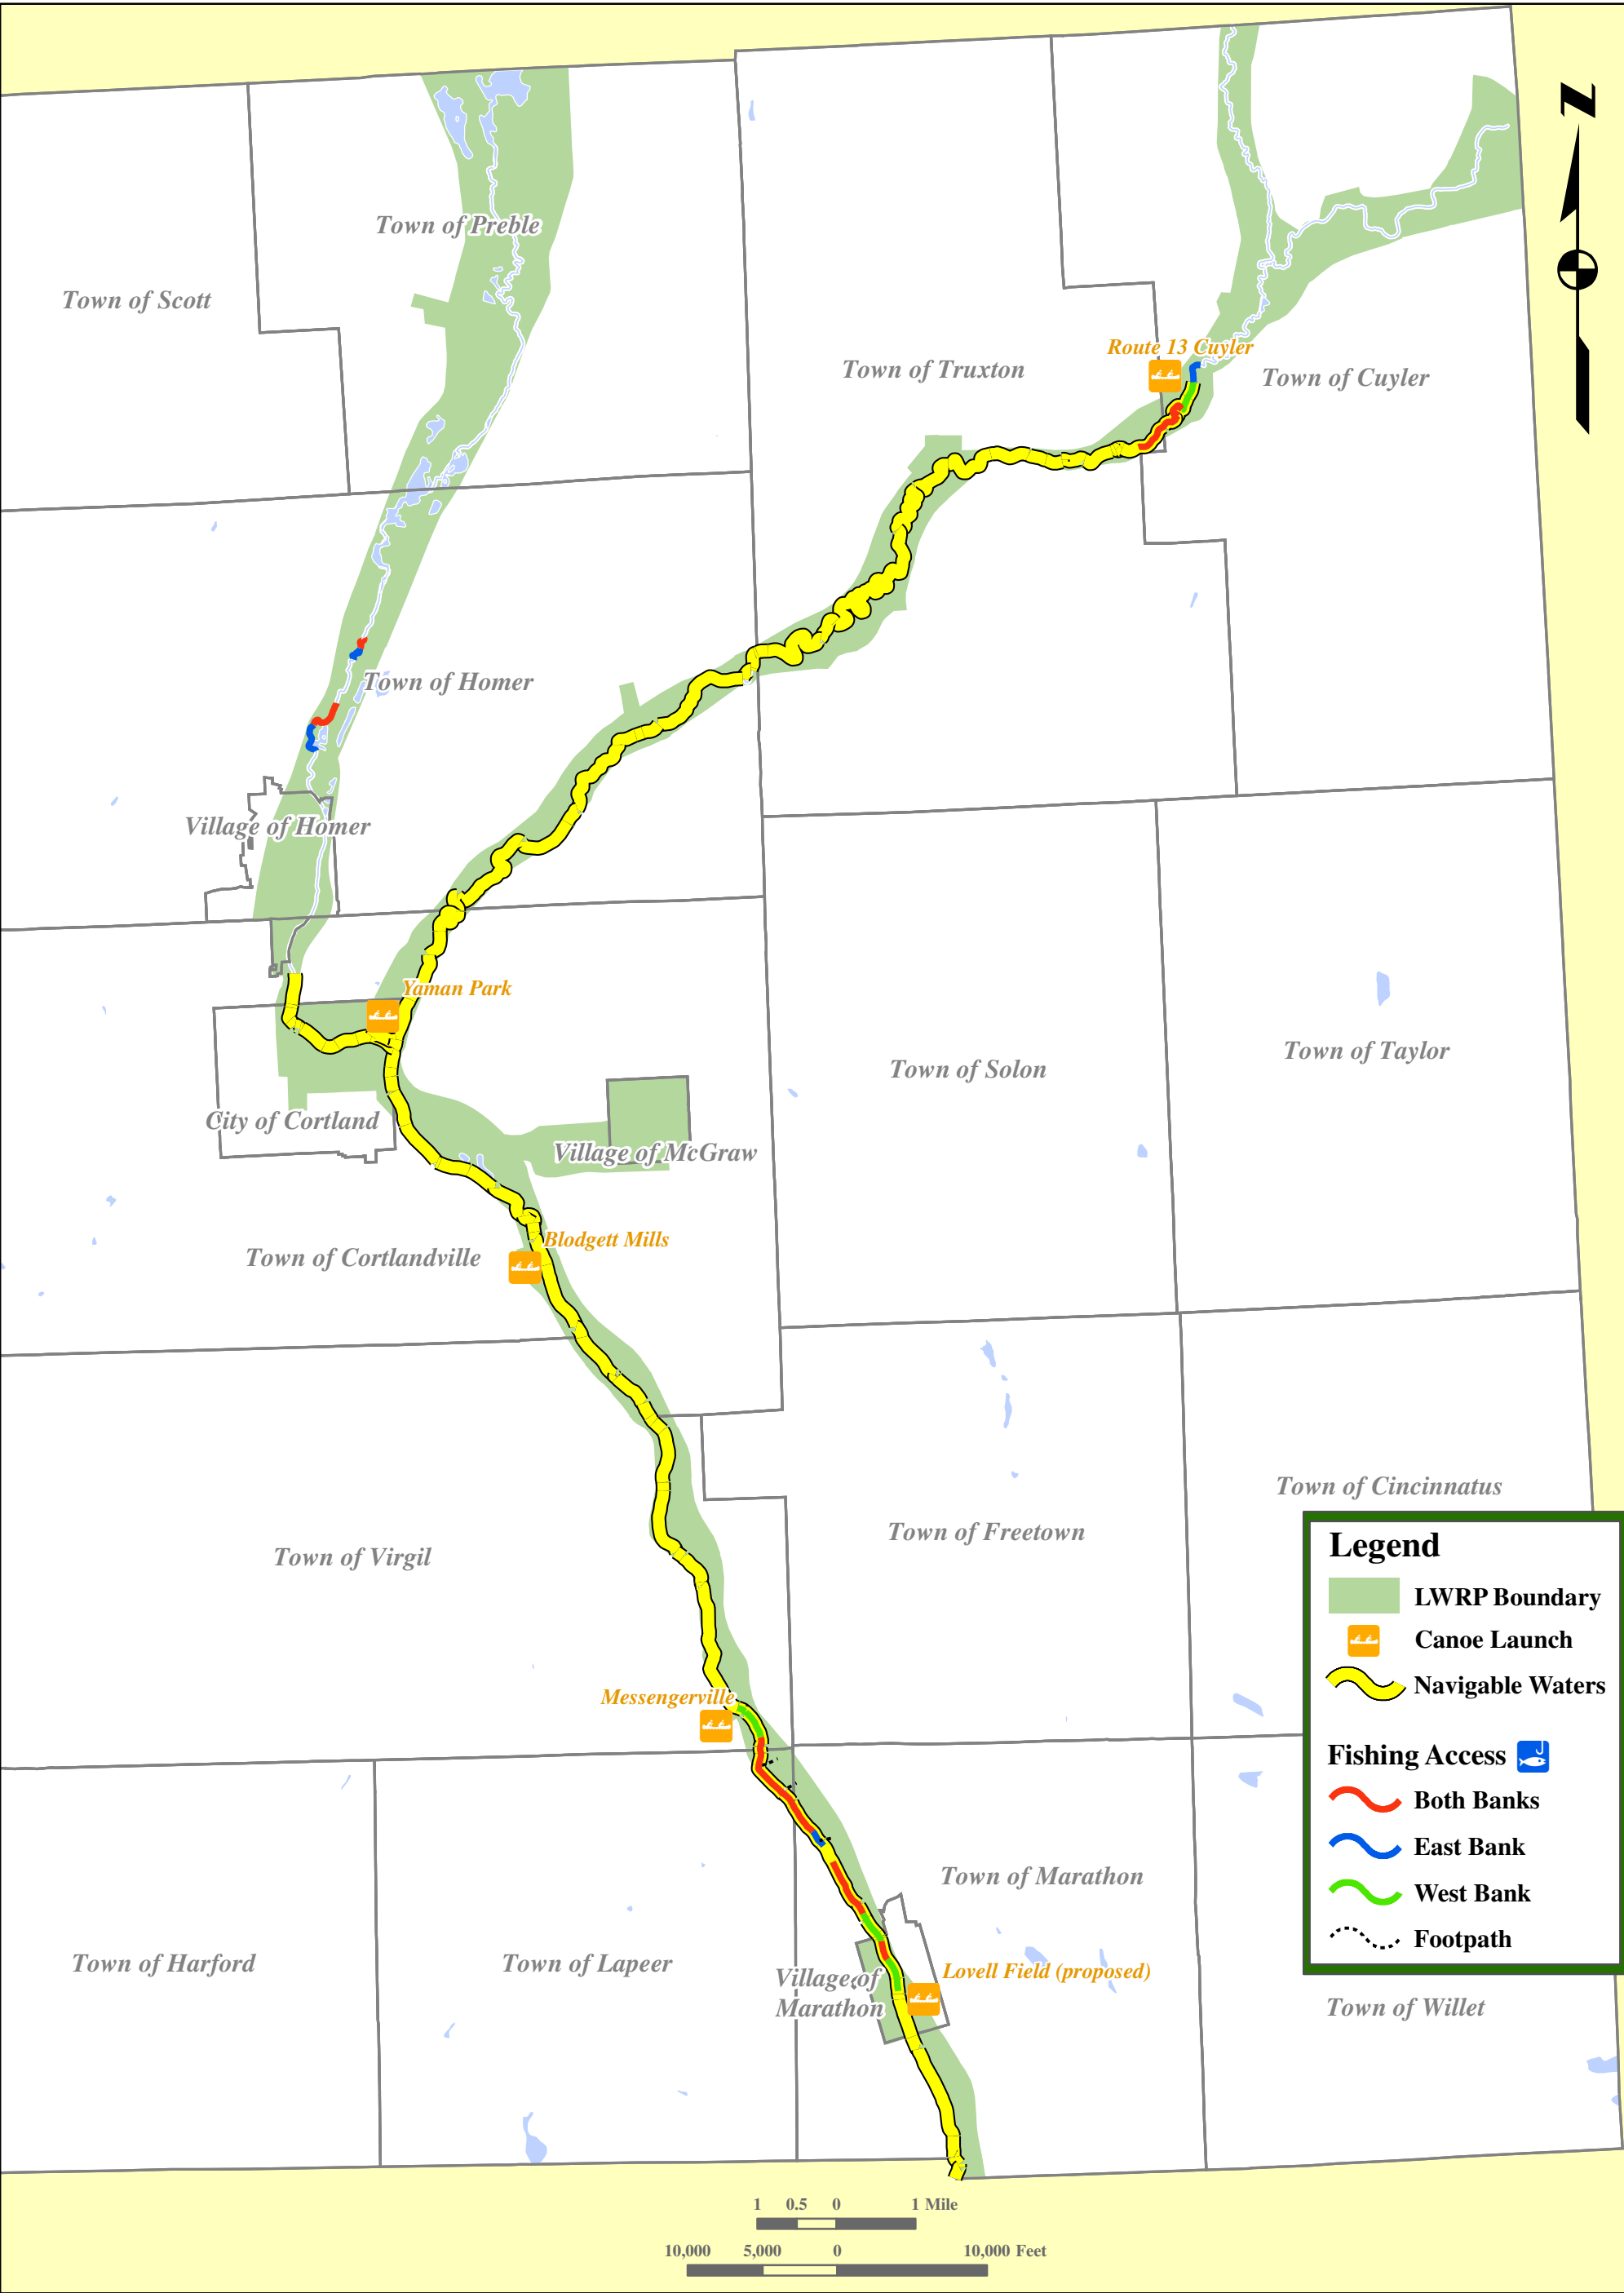 N
Town of Preble
Town of Scott
Route 13 Cuyler
Town of Truxton
Town of Cuyler
Town of Homer
Village of Homer
Yaman Park
Town of Solon
Town of Taylor
City of Cortland
Village of McGraw
Blodgett Mills
Town of Cortlandville
Town of Cincinnatus
Town of Freetown
Town of Virgil
Messengerville
Town of Marathon
Town of Harford
Town of Lapeer
Village of
Marathon
Lovell Field (proposed)
Town of Willet
Legend
LWRP Boundary
Canoe Launch
Navigable Waters
Fishing Access
Both Banks
East Bank
West Bank
Footpath
1 0.5 0 1 Mile
10,000 5,000 0 10,000 Feet